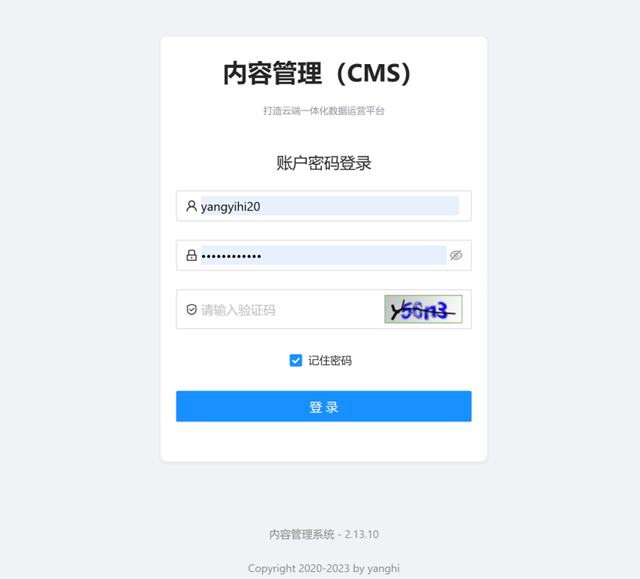 内容管理（CMS）
打造云端一体化数据运营平台
账户密码登录
yangyihi20
••••••••••••
请输入验证码
y56n3
记住密码
登 录
内容管理系统 - 2.13.10
Copyright 2020-2023 by yanghi